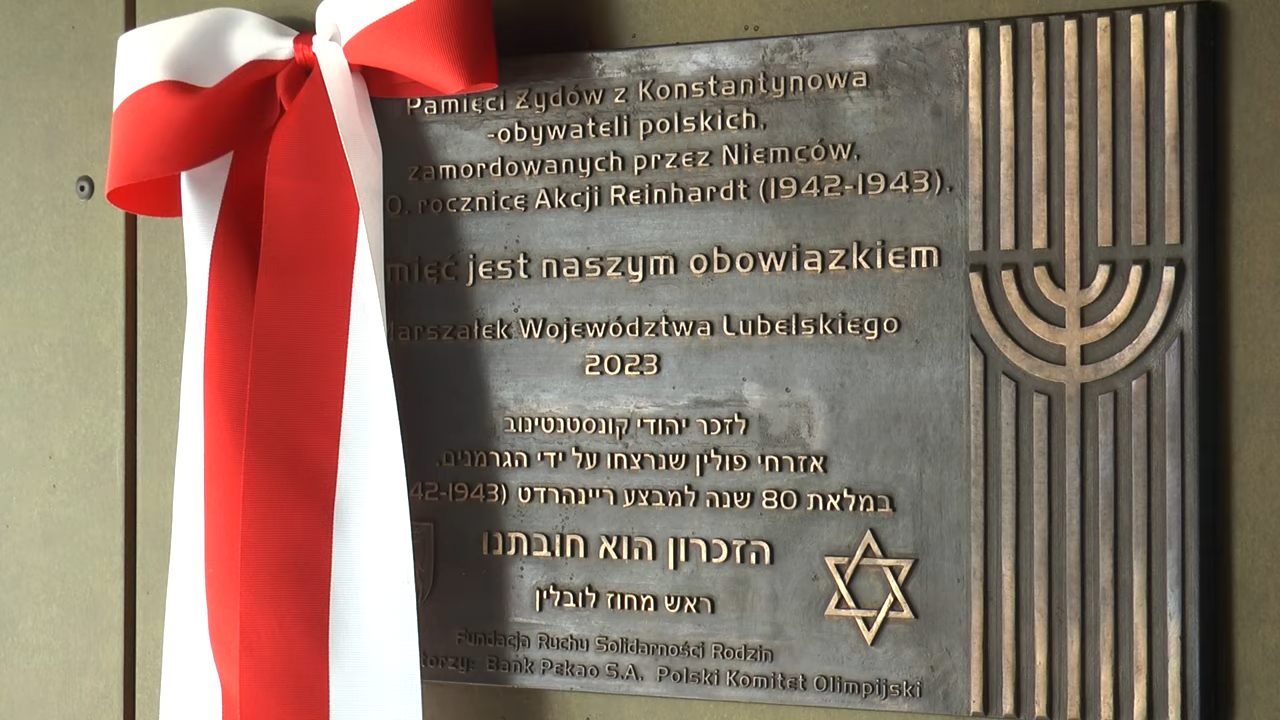 Pamięci Żydów z Konstantynowa
-obywateli polskich,
zamordowanych przez Niemców.
rocznicę Akcji Reinhardt (1942-1943).
jest naszym obowiązkiem
Marszałek Województwa Lubelskiego
2023
לזכר יהודי קונסטנטינוב
אזרחי פולין שנרצחו על ידי הגרמנים.
במלאת 80 שנה למבצע ריינהרדט
הזכרון הוא חובתנו
ראש מחוז לובלין
Fundacja Ruchu Solidarności Rodzin
Bank Pekao S.A. Polski Komitet Olimpijski